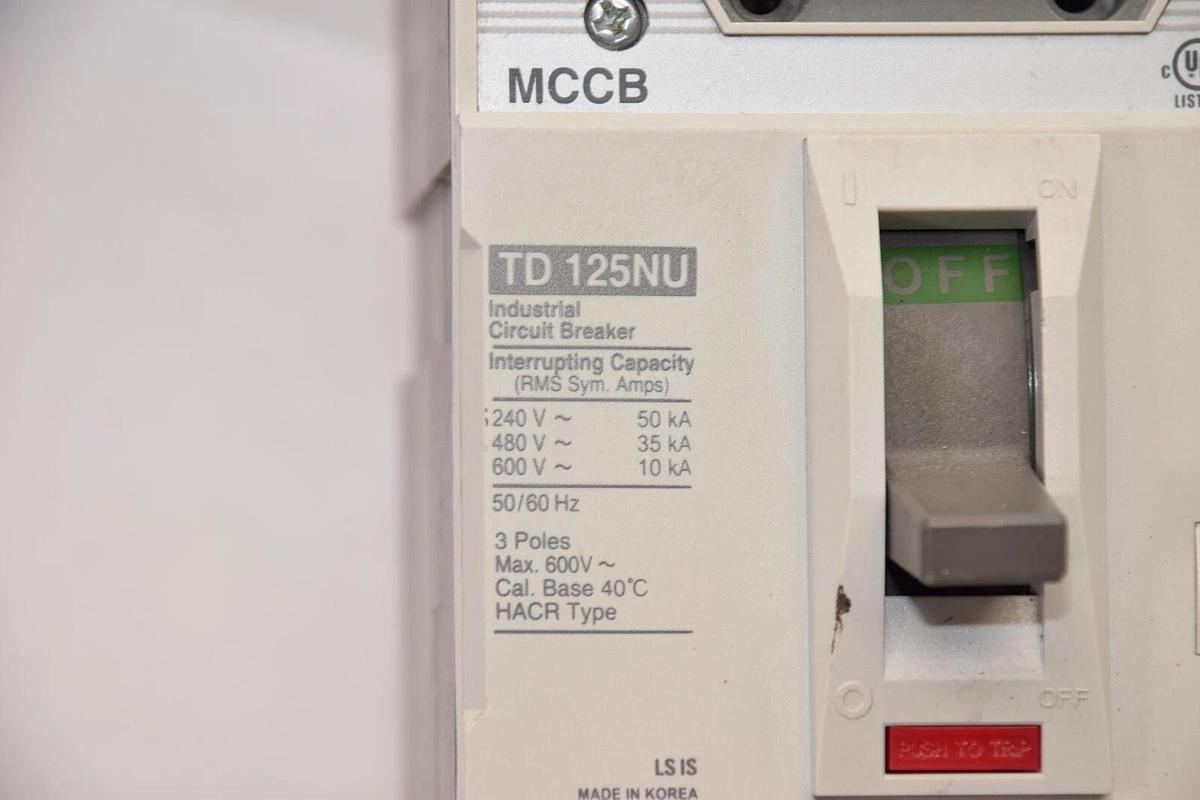 MCCB
C UL
LIST
TD 125NU
Industrial
Circuit Breaker
Interrupting Capacity
(RMS Sym. Amps)
240 V ~ 50 kA
480 V ~ 35 kA
600 V ~ 10 kA
50/60 Hz
3 Poles
Max. 600V ~
Cal. Base 40°C
HACR Type
LS IS
MADE IN KOREA
I ON
OFF
O OFF
PUSH TO TRIP